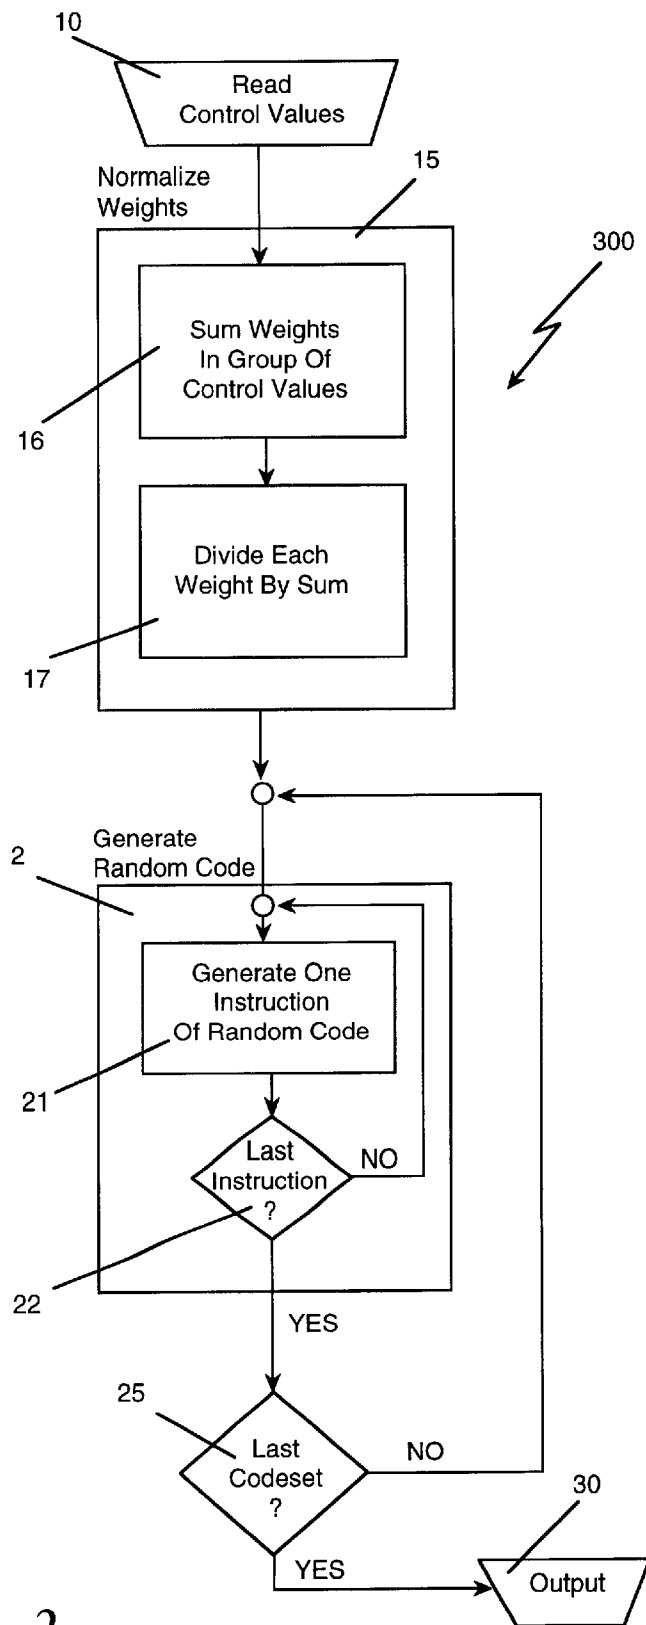 10
Read
Control Values
Normalize
Weights
15
300
Sum Weights
In Group Of
Control Values
16
Divide Each
Weight By Sum
17
Generate
Random Code
2
Generate One
Instruction
Of Random Code
21
Last
Instruction
?
NO
22
YES
25
Last
Codeset
?
NO
30
YES
Output
2